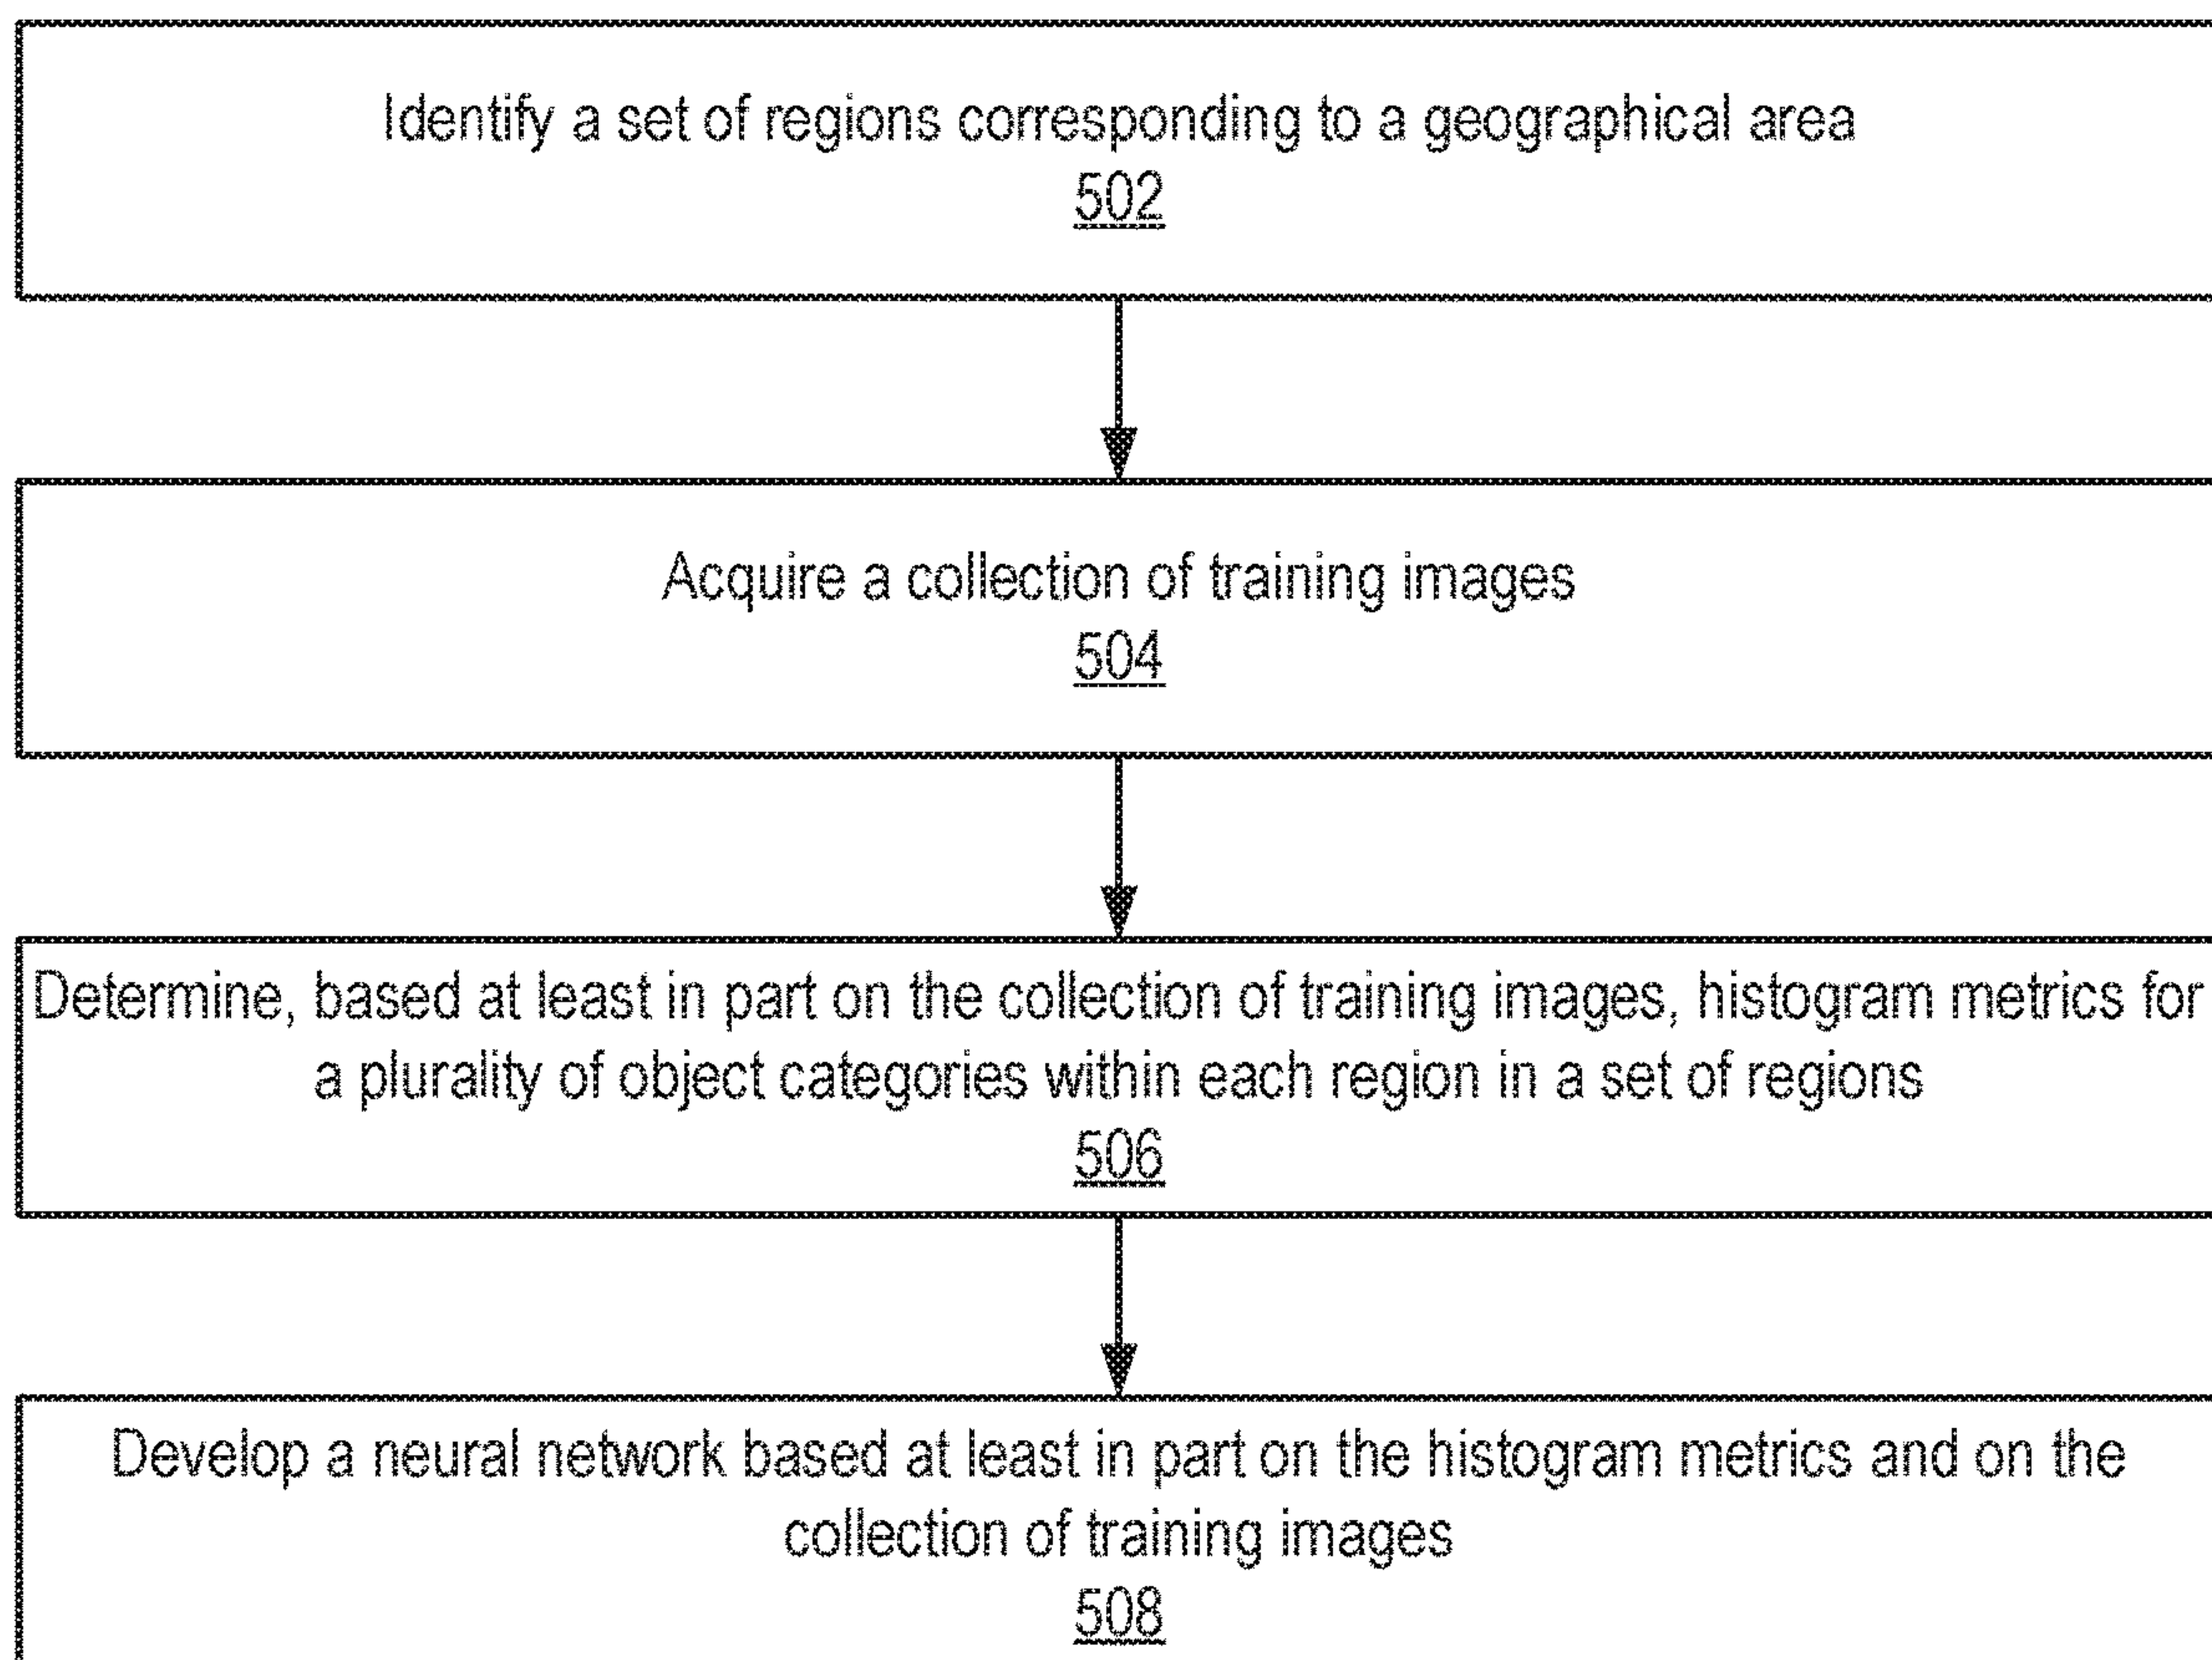 Identify a set of regions corresponding to a geographical area
502
Acquire a collection of training images
504
Determine, based at least in part on the collection of training images, histogram metrics for
a plurality of object categories within each region in a set of regions
506
Develop a neural network based at least in part on the histogram metrics and on the
collection of training images
508